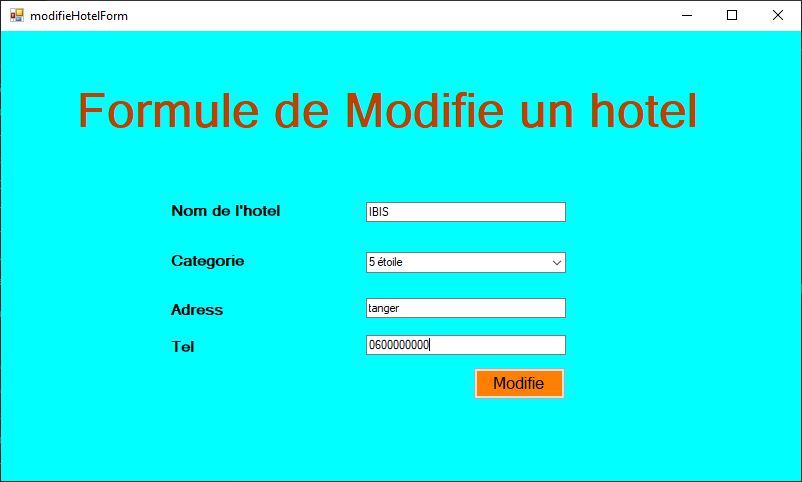 modifieHotelForm
Formule de Modifie un hotel
Nom de l'hotel IBIS
Categorie 5 étoile
Adress tanger
Tel 0600000000
Modifie